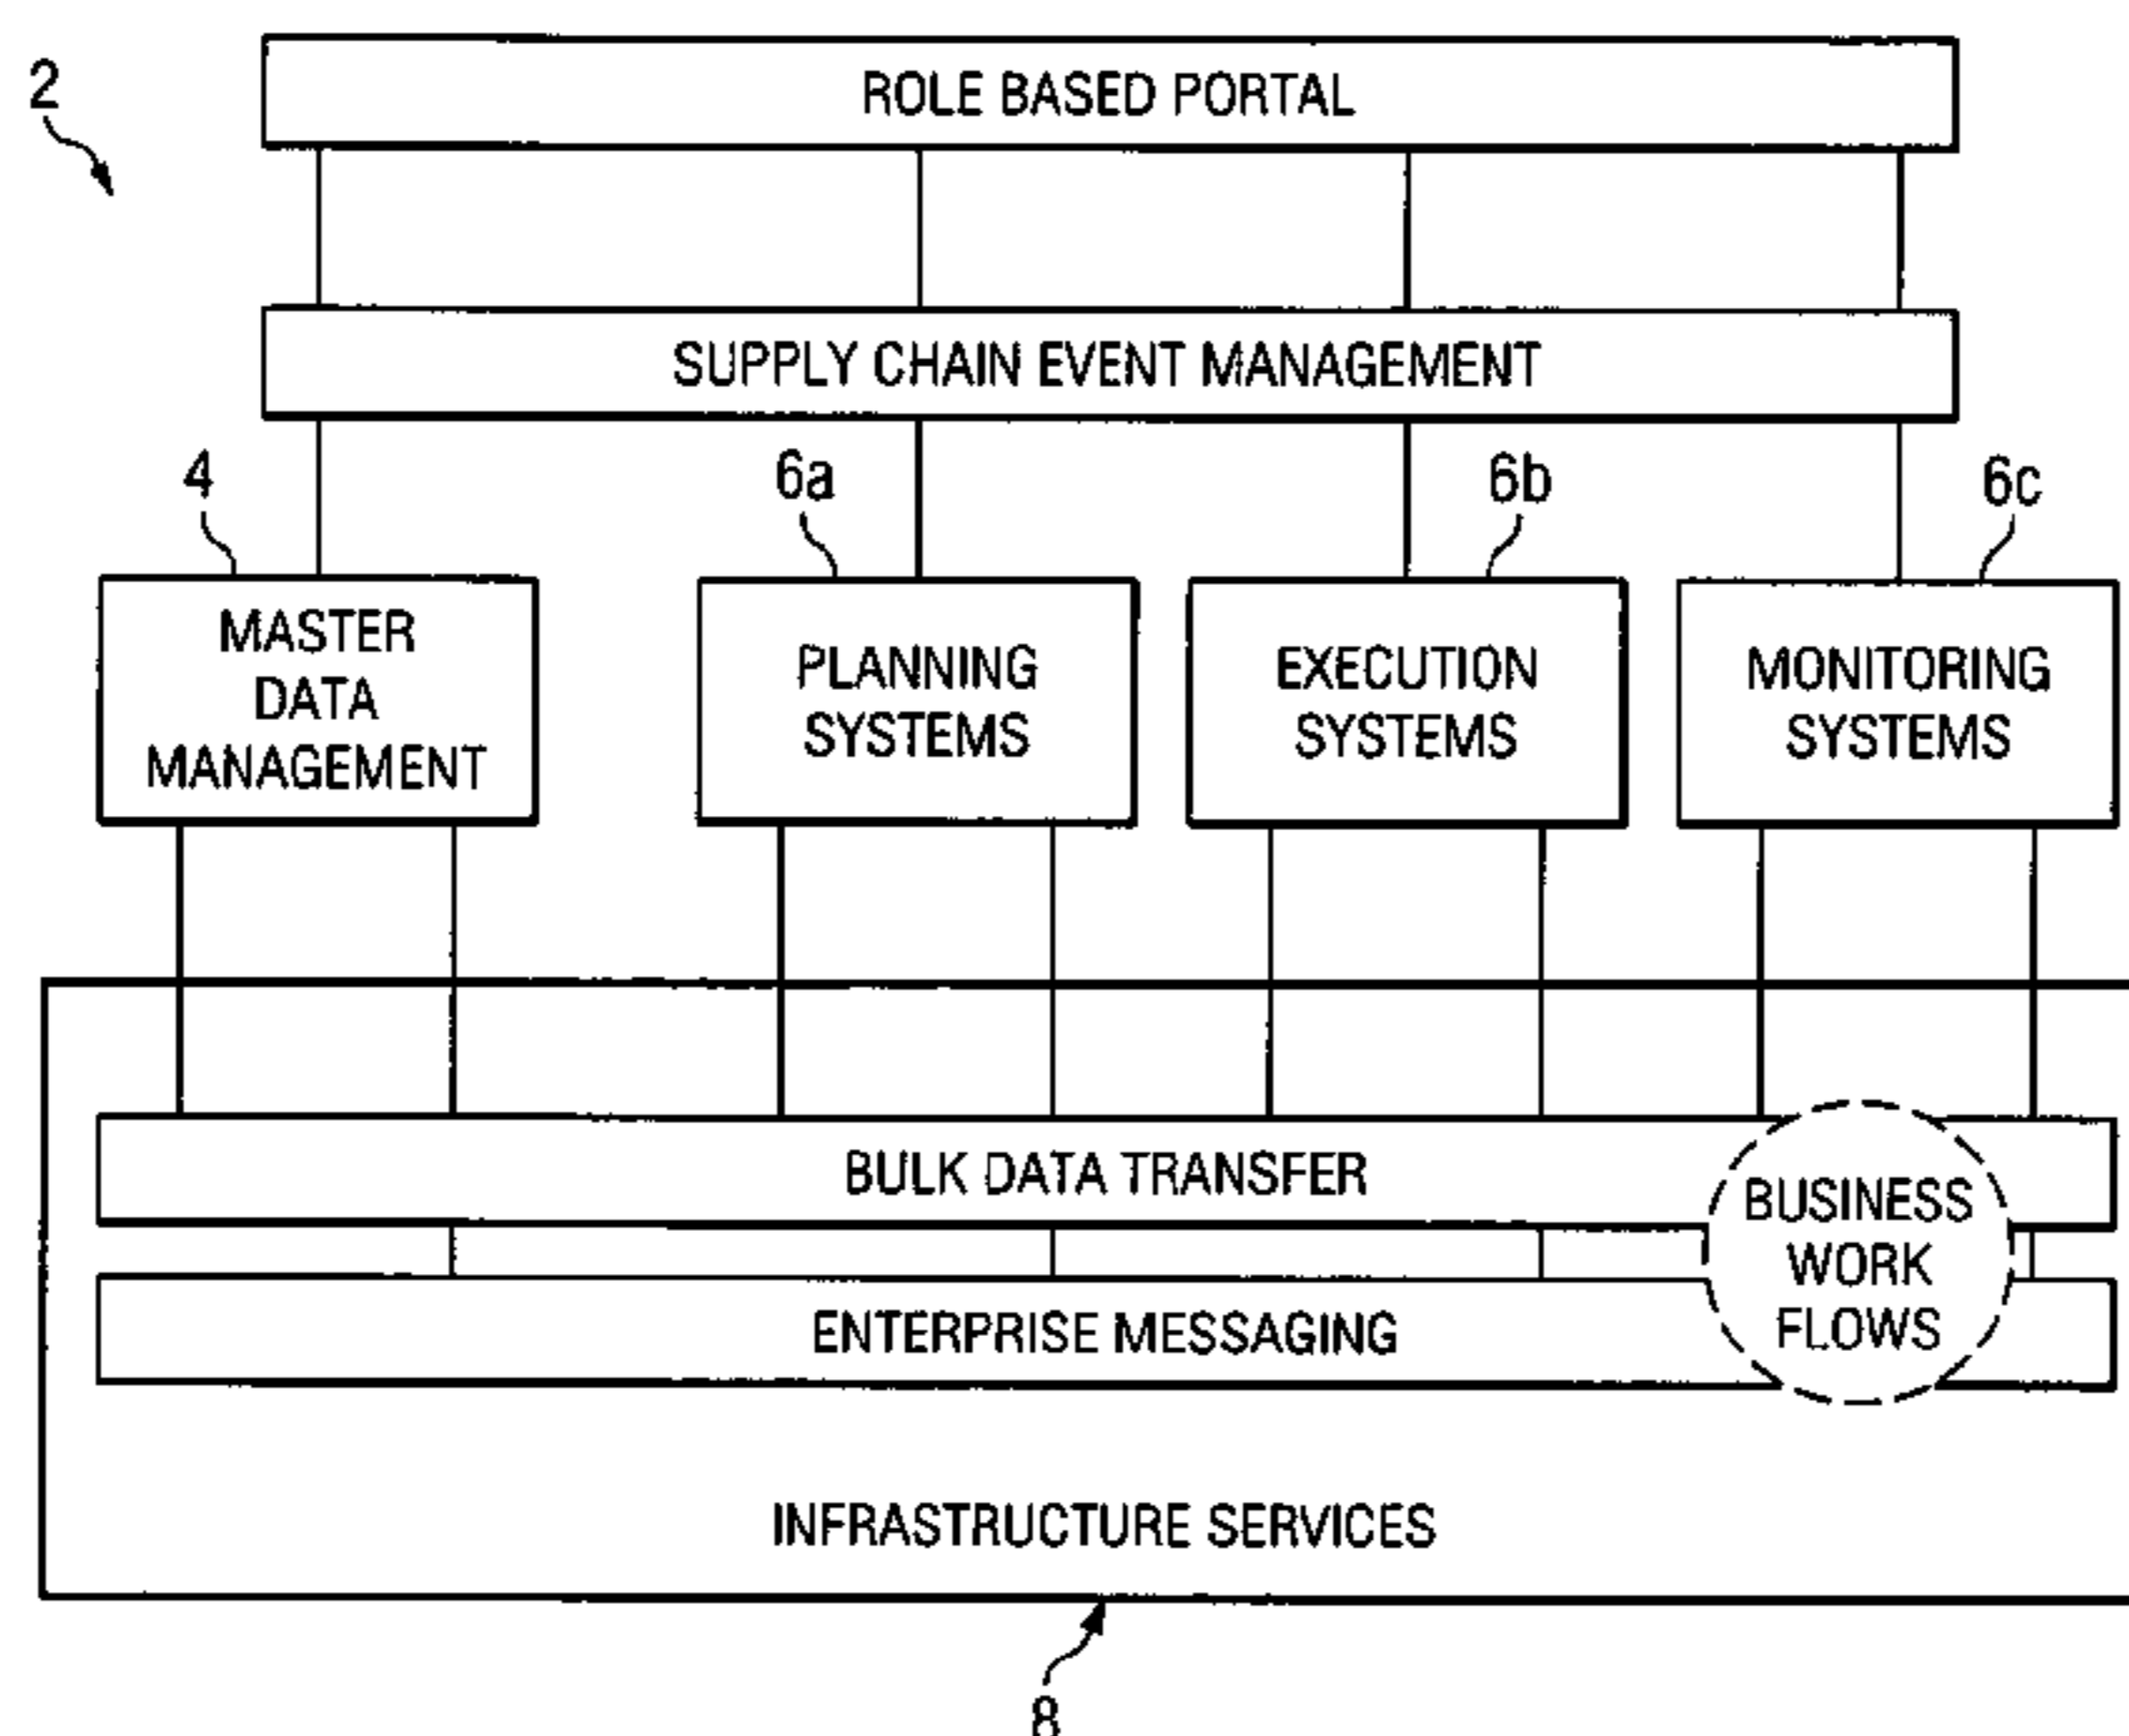 2
ROLE BASED PORTAL
SUPPLY CHAIN EVENT MANAGEMENT
4
6a
6b
6c
MASTER
DATA
MANAGEMENT
PLANNING
SYSTEMS
EXECUTION
SYSTEMS
MONITORING
SYSTEMS
BULK DATA TRANSFER
BUSINESS
WORK
FLOWS
ENTERPRISE MESSAGING
INFRASTRUCTURE SERVICES
8